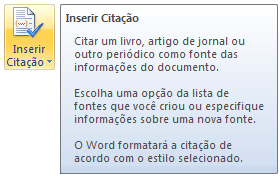 Inserir
Citação
Inserir Citação
Citar um livro, artigo de jornal ou
outro periódico como fonte das
informações do documento.
Escolha uma opção da lista de
fontes que você criou ou especifique
informações sobre uma nova fonte.
O Word formatará a citação de
acordo com o estilo selecionado.